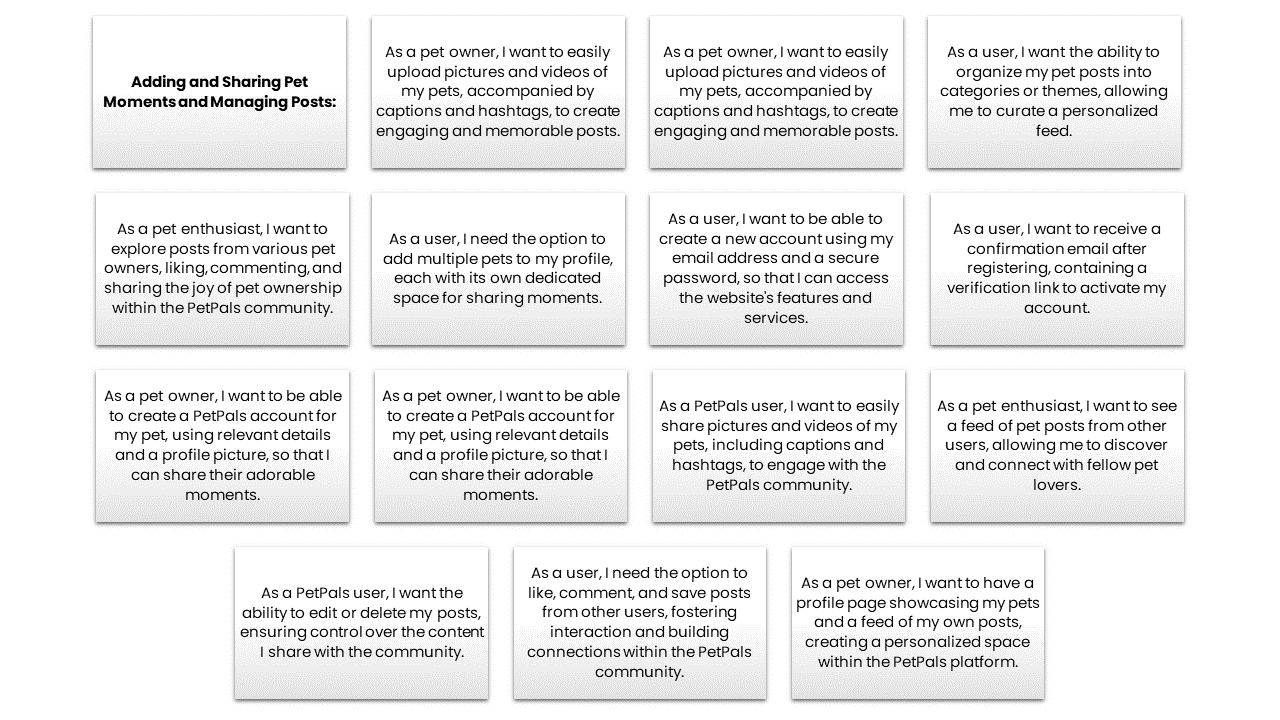 Adding and Sharing Pet
Moments and Managing Posts:
As a pet owner, I want to easily
upload pictures and videos of
my pets, accompanied by
captions and hashtags, to create
engaging and memorable posts.
As a pet owner, I want to easily
upload pictures and videos of
my pets, accompanied by
captions and hashtags, to create
engaging and memorable posts.
As a user, I want the ability to
organize my pet posts into
categories or themes, allowing
me to curate a personalized
feed.
As a pet enthusiast, I want to
explore posts from various pet
owners, liking, commenting, and
sharing the joy of pet ownership
within the PetPals community.
As a user, I need the option to
add multiple pets to my profile,
each with its own dedicated
space for sharing moments.
As a user, I want to be able to
create a new account using my
email address and a secure
password, so that I can access
the website's features and
services.
As a user, I want to receive a
confirmation email after
registering, containing a
verification link to activate my
account.
As a pet owner, I want to be able
to create a PetPals account for
my pet, using relevant details
and a profile picture, so that I
can share their adorable
moments.
As a pet owner, I want to be able
to create a PetPals account for
my pet, using relevant details
and a profile picture, so that I
can share their adorable
moments.
As a PetPals user, I want to easily
share pictures and videos of my
pets, including captions and
hashtags, to engage with the
PetPals community.
As a pet enthusiast, I want to see
a feed of pet posts from other
users, allowing me to discover
and connect with fellow pet
lovers.
As a PetPals user, I want the
ability to edit or delete my posts,
ensuring control over the content
I share with the community.
As a user, I need the option to
like, comment, and save posts
from other users, fostering
interaction and building
connections within the PetPals
community.
As a pet owner, I want to have a
profile page showcasing my pets
and a feed of my own posts,
creating a personalized space
within the PetPals platform.